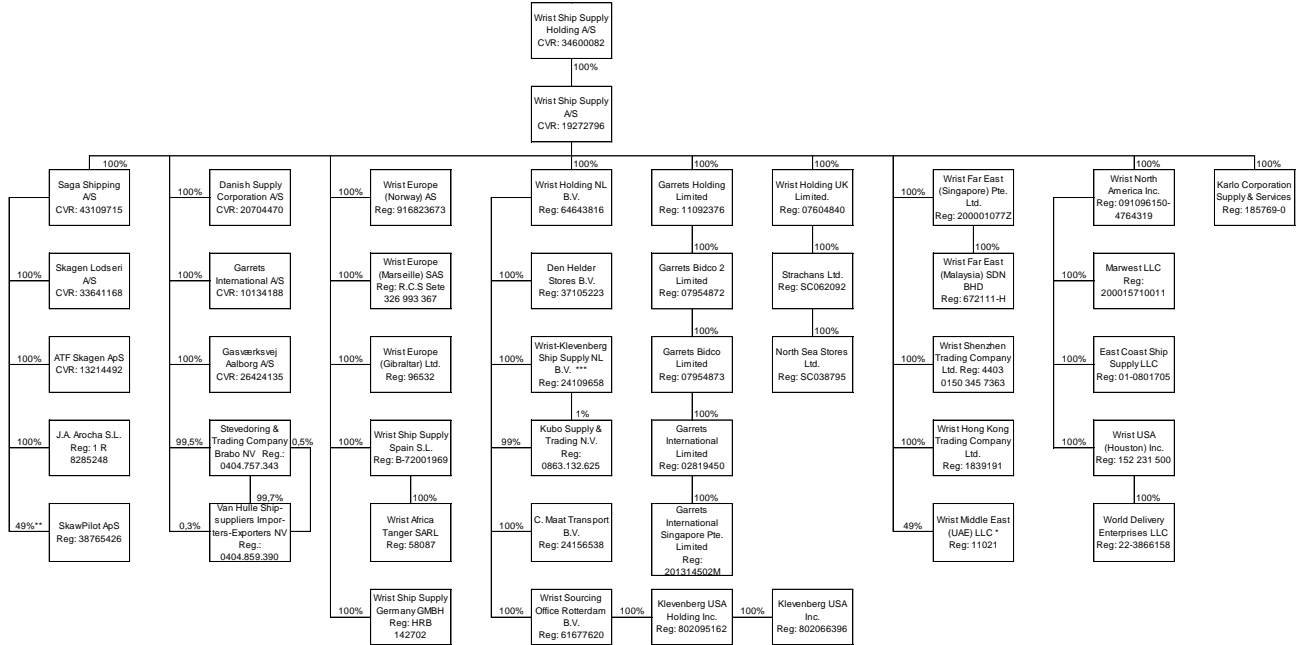 Wrist Ship Supply
Holding A/S
CVR: 34600082
100%
Wrist Ship Supply
A/S
CVR: 19272796
100%
Saga Shipping
A/S
CVR: 43109715
100%
Skagen Lodseri
A/S
CVR: 33641168
100%
ATF Skagen ApS
CVR: 13214492
100%
J.A. Arocha S.L.
Reg: 1 R
8285248
49%**
SkawPilot ApS
Reg: 38765426
100%
Danish Supply
Corporation A/S
CVR: 20704470
100%
Garrets
International A/S
CVR: 10134188
100%
Gasværksvej
Aalborg A/S
CVR: 26424135
99,5%
Stevedoring &
Trading Company
Brabo NV Reg.:
0404.757.343
0,5%
99,7%
0,3%
Van Hulle Ship-
suppliers Impor-
ters-Exporters NV
Reg.:
0404.859.390
100%
Wrist Europe
(Norway) AS
Reg: 916823673
100%
Wrist Europe
(Marseille) SAS
Reg: R.C.S Sete
326 993 367
100%
Wrist Europe
(Gibraltar) Ltd.
Reg: 96532
100%
Wrist Ship Supply
Spain S.L.
Reg: B-72001969
100%
Wrist Africa
Tanger SARL
Reg: 58087
100%
Wrist Ship Supply
Germany GMBH
Reg: HRB
142702
100%
Wrist Holding NL
B.V.
Reg: 64643816
100%
Den Helder
Stores B.V.
Reg: 37105223
100%
Wrist-Klevenberg
Ship Supply NL
B.V. ***
Reg: 24109658
1%
99%
Kubo Supply &
Trading N.V.
Reg:
0863.132.625
100%
C. Maat Transport
B.V.
Reg: 24156538
100%
Wrist Sourcing
Office Rotterdam
B.V.
Reg: 61677620
100%
Klevenberg USA
Holding Inc.
Reg: 802095162
100%
Klevenberg USA
Inc.
Reg: 802066396
100%
Garrets Holding
Limited
Reg: 11092376
100%
Garrets Bidco 2
Limited
Reg: 07954872
100%
Garrets Bidco
Limited
Reg: 07954873
100%
Garrets
International
Limited
Reg: 02819450
100%
Garrets
International
Singapore Pte.
Limited
Reg:
201314502M
100%
Wrist Holding UK
Limited.
Reg: 07604840
100%
Strachans Ltd.
Reg: SC062092
100%
North Sea Stores
Ltd.
Reg: SC038795
100%
Wrist Far East
(Singapore) Pte.
Ltd.
Reg: 200001077Z
100%
Wrist Far East
(Malaysia) SDN
BHD
Reg: 672111-H
100%
Wrist Shenzhen
Trading Company
Ltd. Reg: 4403
0150 345 7363
100%
Wrist Hong Kong
Trading Company
Ltd.
Reg: 1839191
49%
Wrist Middle East
(UAE) LLC *
Reg: 11021
100%
Wrist North
America Inc.
Reg: 091096150-
4764319
100%
Marwest LLC
Reg:
200015710011
100%
East Coast Ship
Supply LLC
Reg: 01-0801705
100%
Wrist USA
(Houston) Inc.
Reg: 152 231 500
100%
World Delivery
Enterprises LLC
Reg: 22-3866158
100%
Karlo Corporation
Supply & Services
Reg: 185769-0